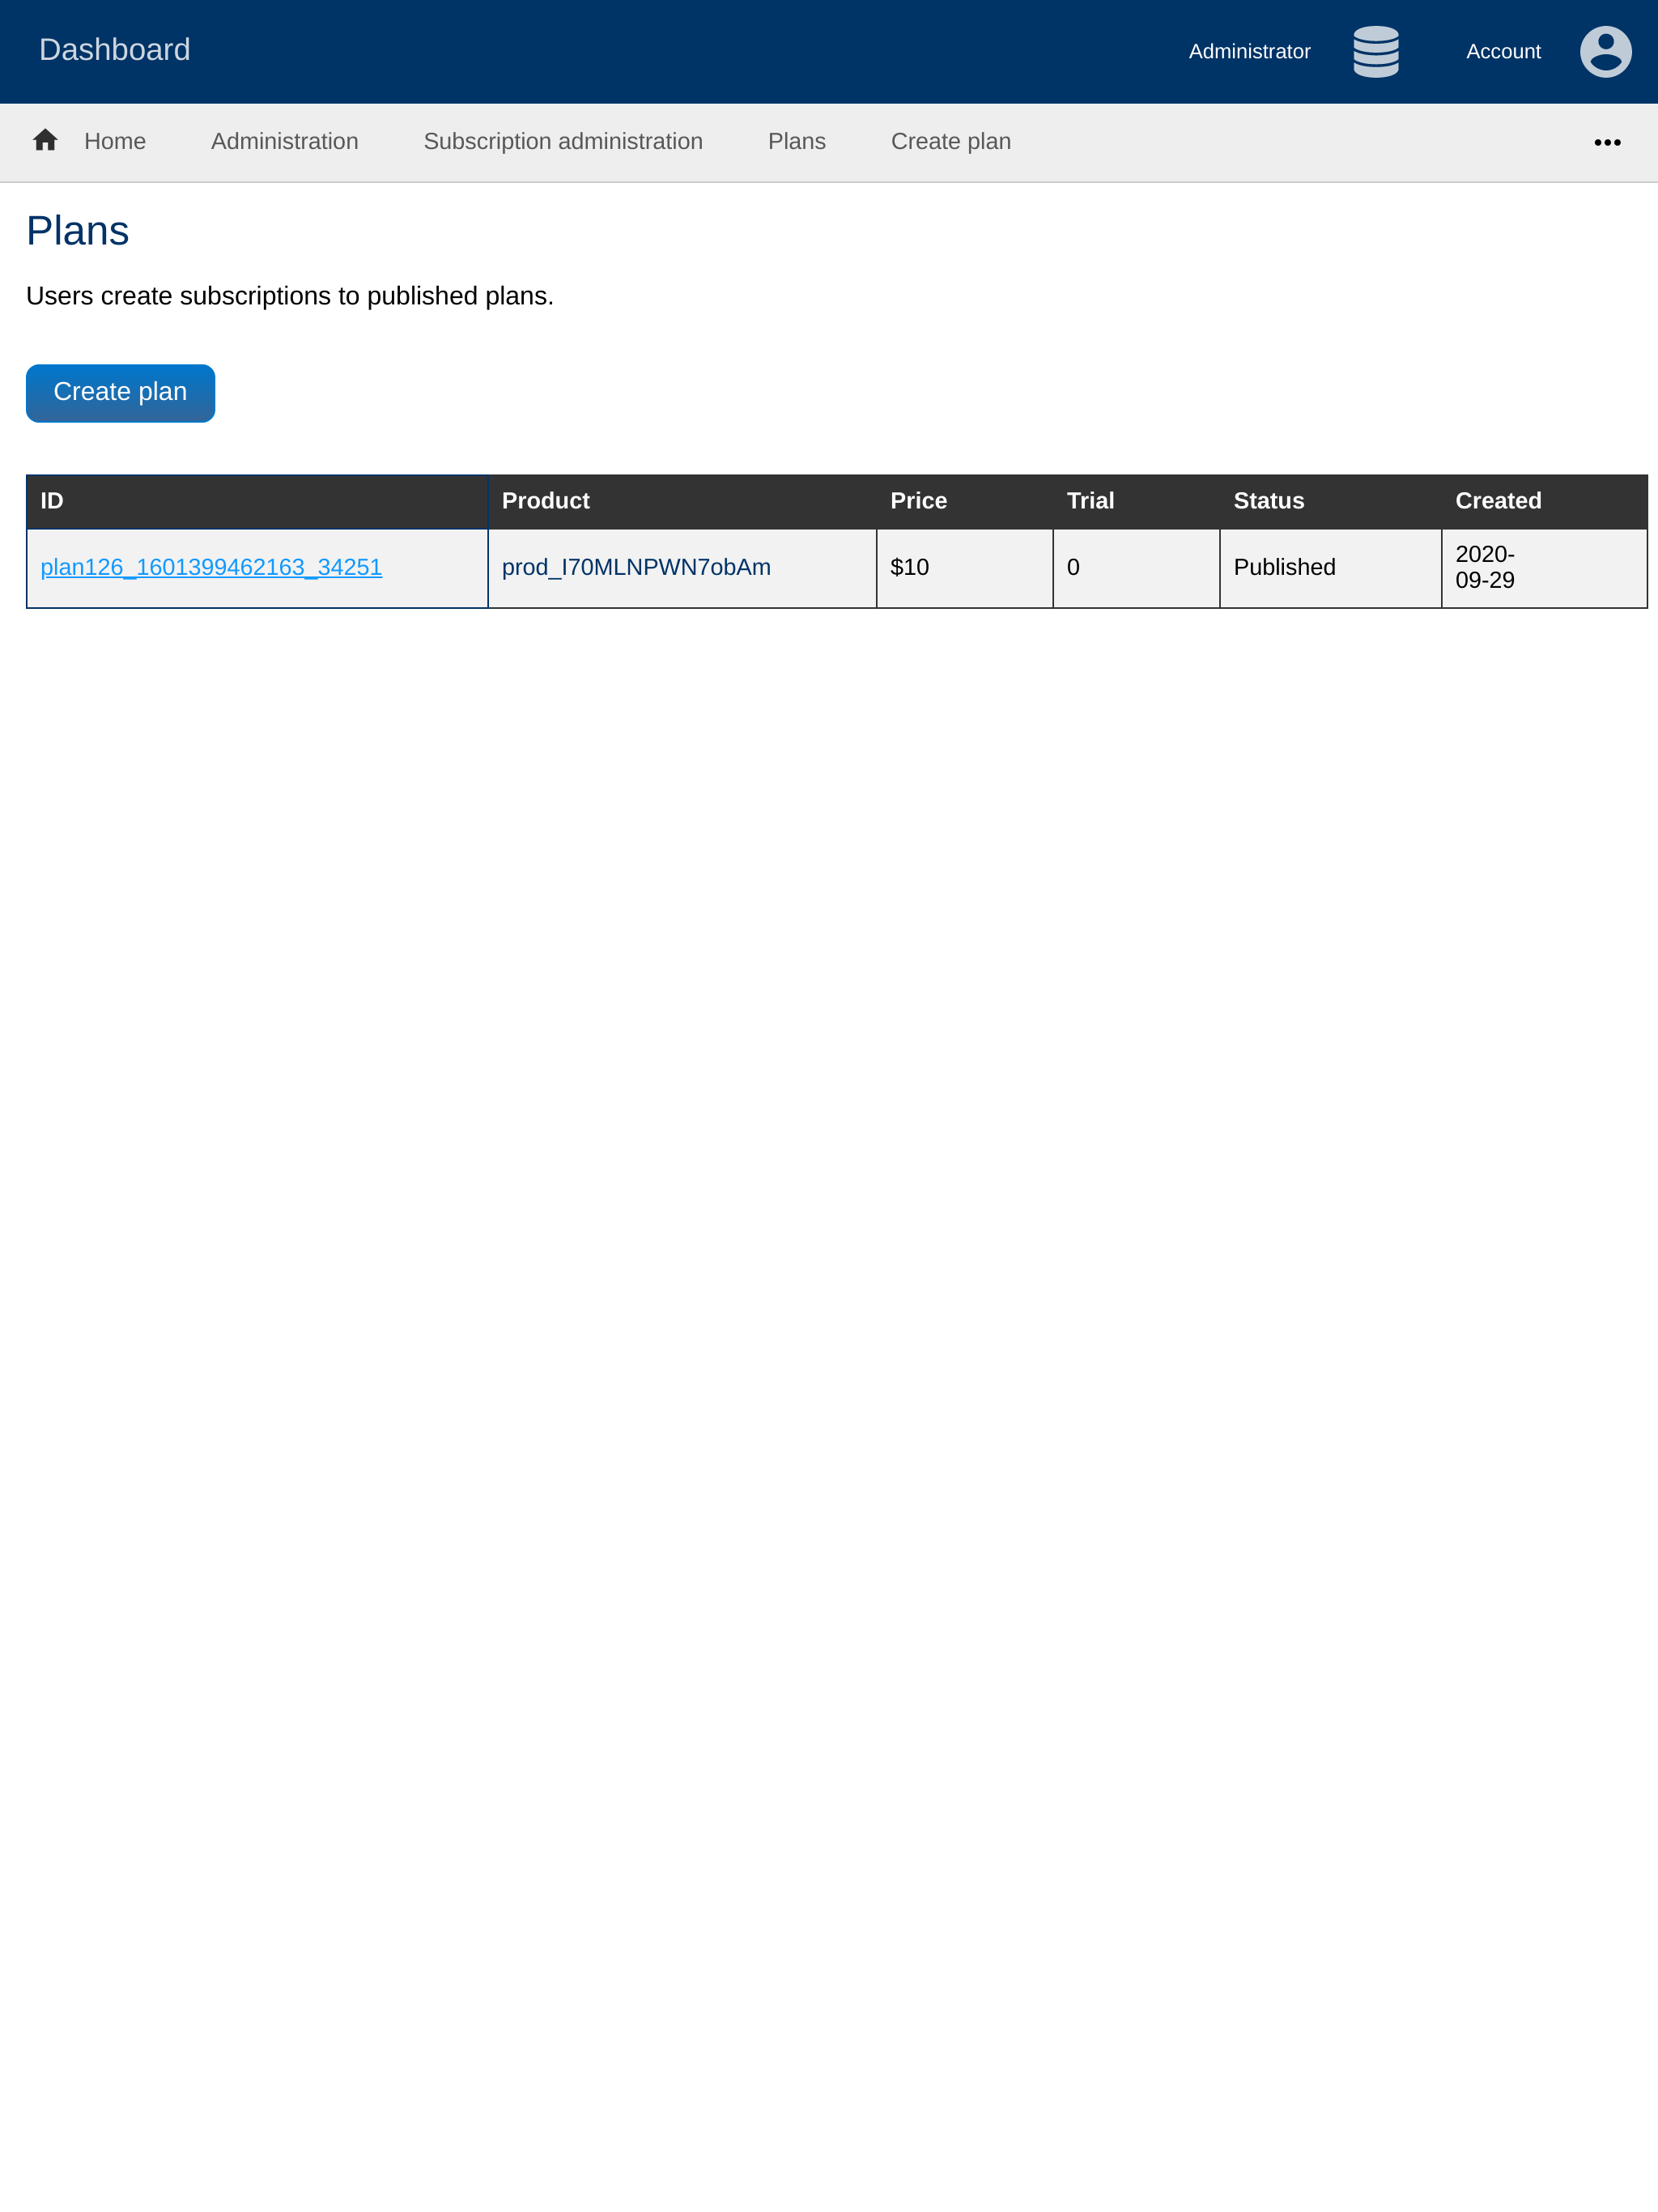 Dashboard Administrator Account
Home Administration Subscription administration Plans Create plan
Plans
Users create subscriptions to published plans.
Create plan
ID Product Price Trial Status Created
plan126_1601399462163_34251 prod_I70MLNPWN7obAm $10 0 Published 2020-
09-29